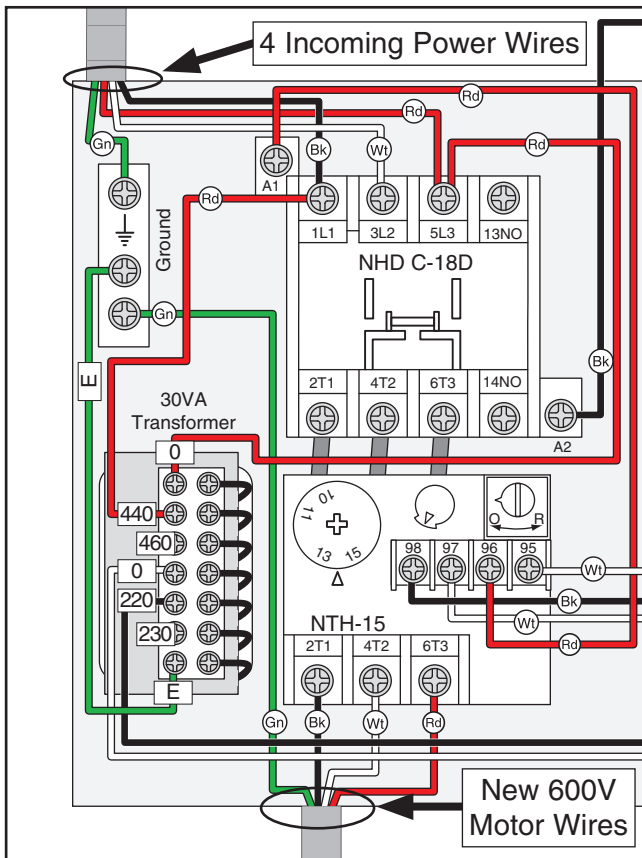 4 Incoming Power Wires
Rd
Rd
Gn
Bk
Wt
Rd
A1
Rd
1L1
3L2
5L3
13NO
Ground
NHD C-18D
Gn
E
Bk
2T1
4T2
6T3
14NO
30VA
Transformer
A2
0
440
460
0
220
230
E
10
11
13
15
O
R
98
97
96
95
Wt
Bk
Wt
NTH-15
Rd
2T1
4T2
6T3
Gn
Bk
Wt
Rd
New 600V
Motor Wires